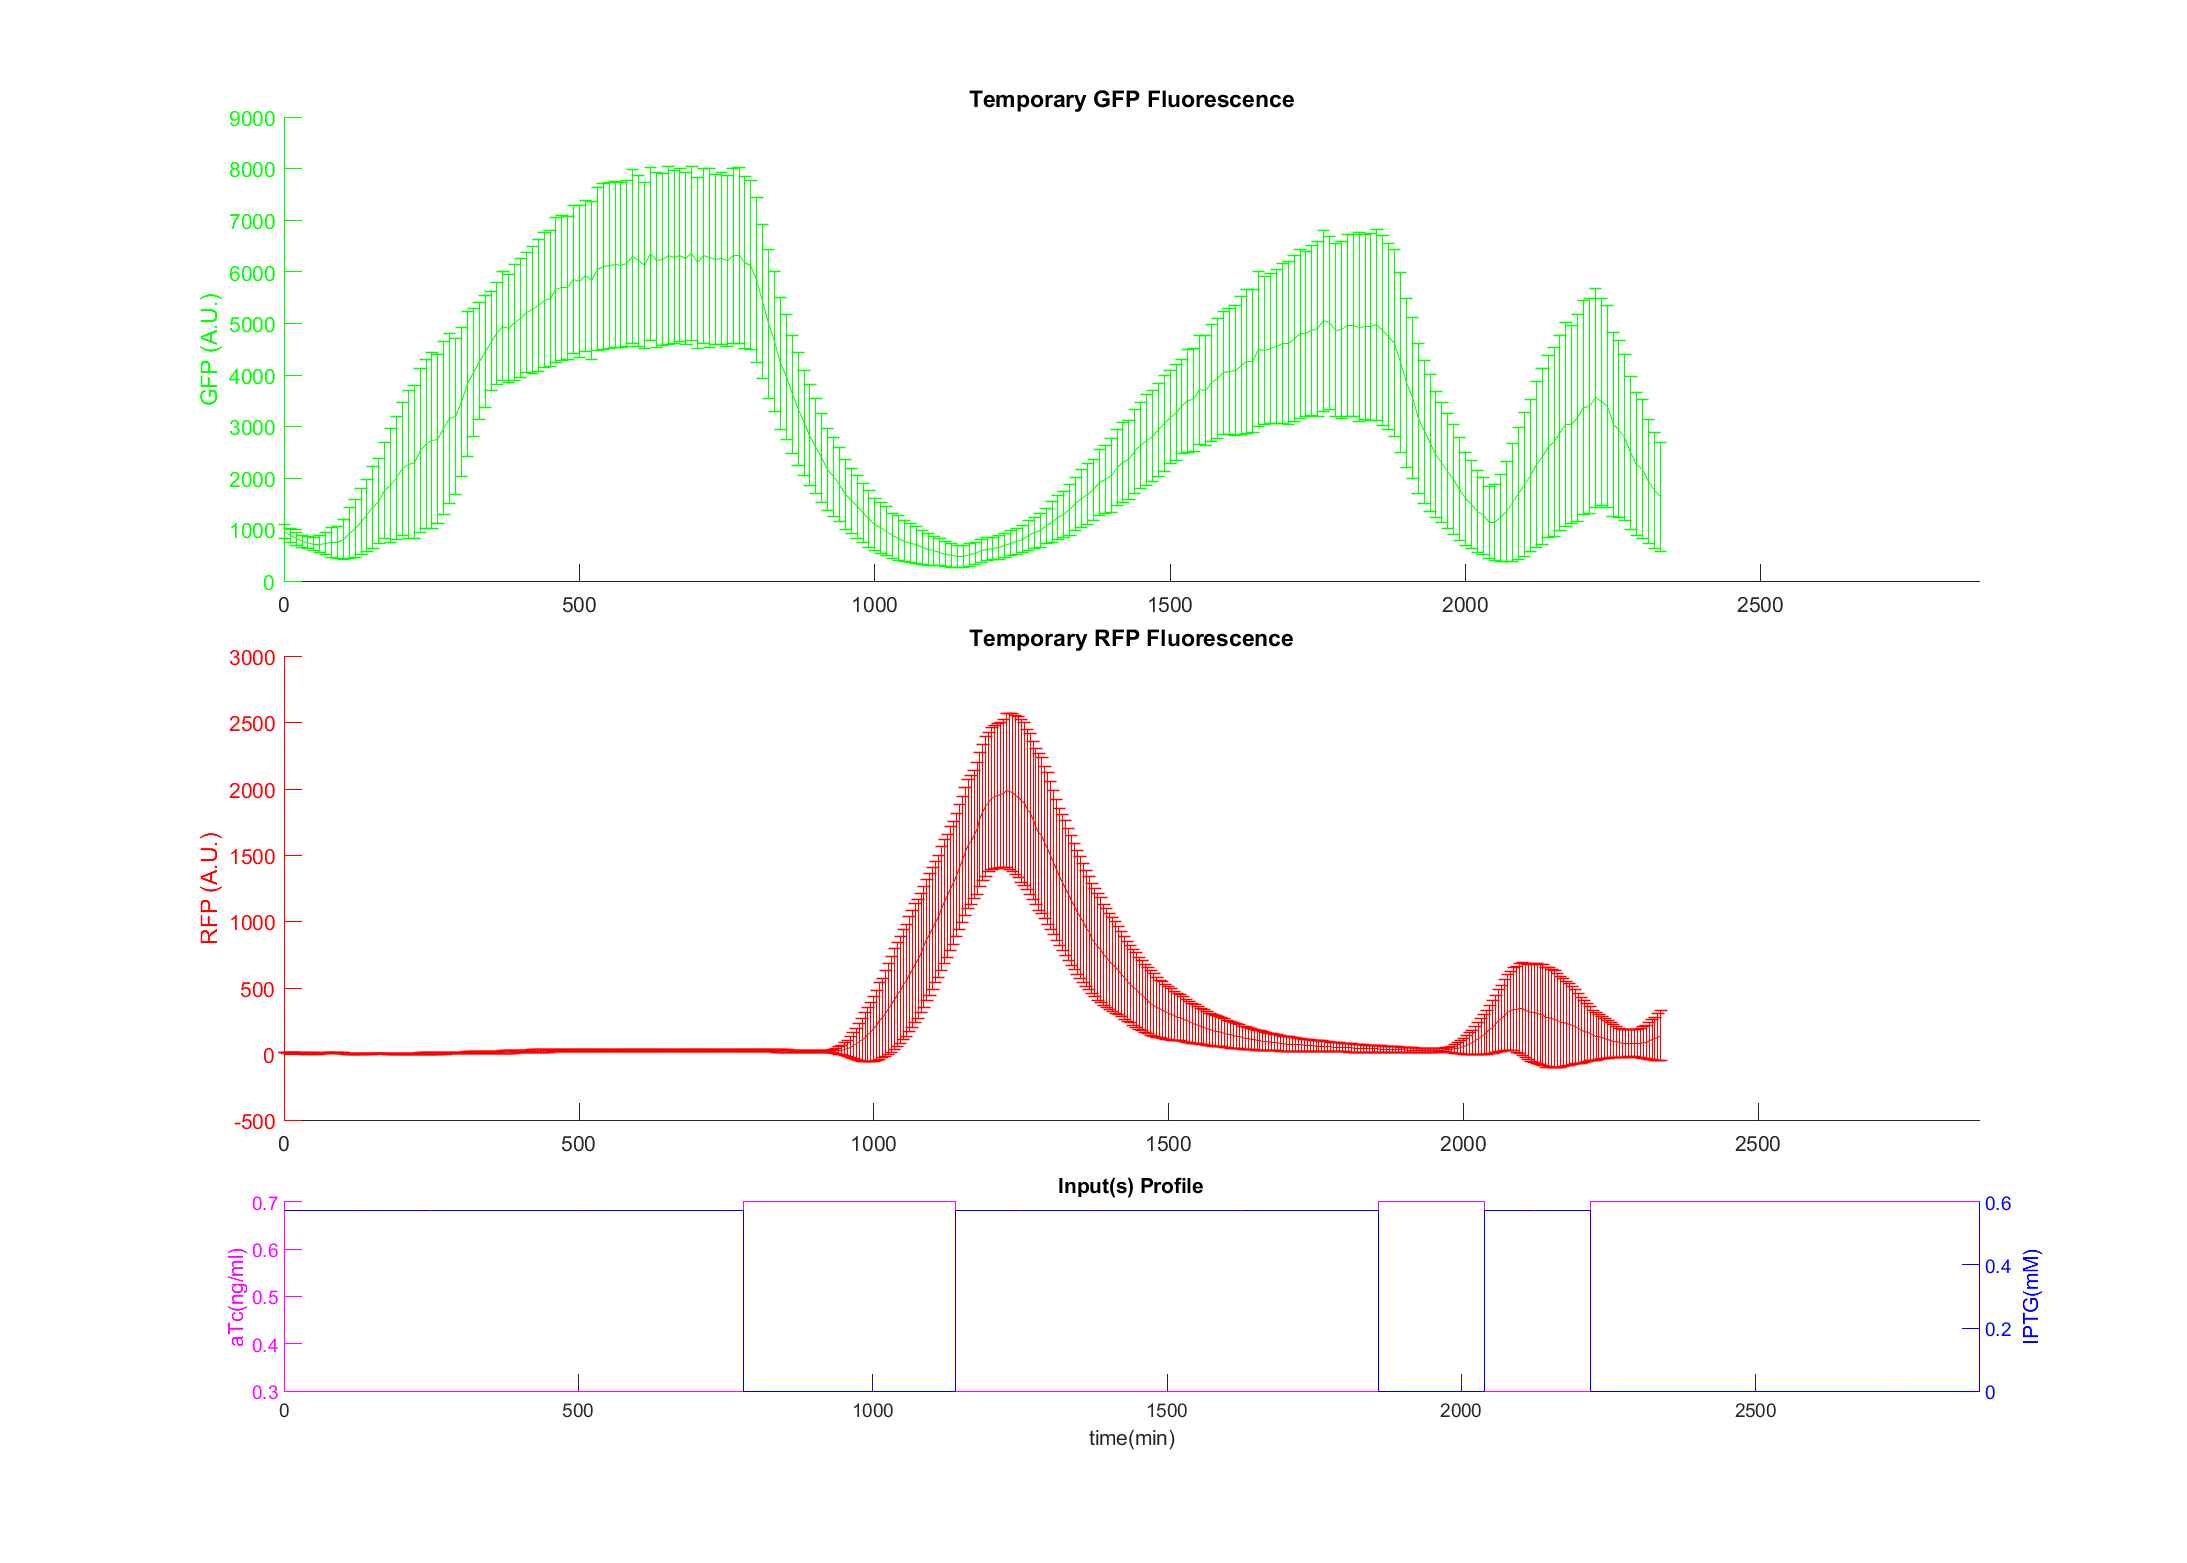 Temporary GFP Fluorescence
9000
8000
7000
6000
5000
4000
3000
2000
1000
0
GFP (A.U.)
0 500 1000 1500 2000 2500
Temporary RFP Fluorescence
3000
2500
2000
1500
1000
500
0
-500
RFP (A.U.)
0 500 1000 1500 2000 2500
Input(s) Profile
0.7
0.6
0.5
0.4
0.3
aTc(ng/ml)
0.6
0.4
0.2
0
IPTG(mM)
0 500 1000 1500 2000 2500
time(min)